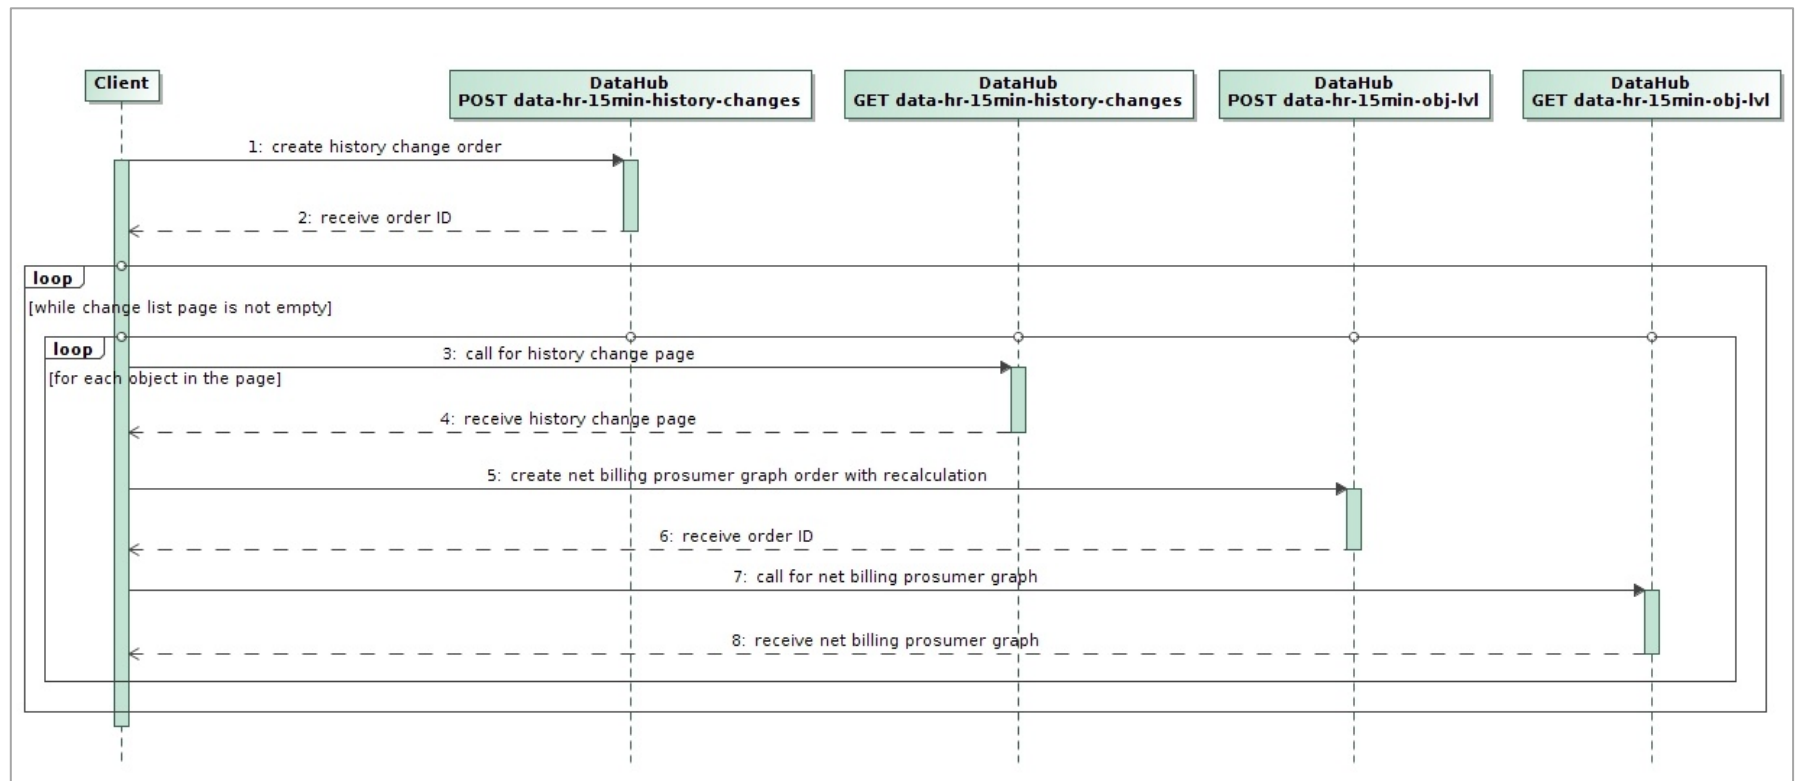 Client
DataHub
POST data-hr-15min-history-changes
DataHub
GET data-hr-15min-history-changes
DataHub
POST data-hr-15min-obj-lvl
DataHub
GET data-hr-15min-obj-lvl
1: create history change order
2: receive order ID
loop
[while change list page is not empty]
loop
3: call for history change page
[for each object in the page]
4: receive history change page
5: create net billing prosumer graph order with recalculation
6: receive order ID
7: call for net billing prosumer graph
8: receive net billing prosumer graph